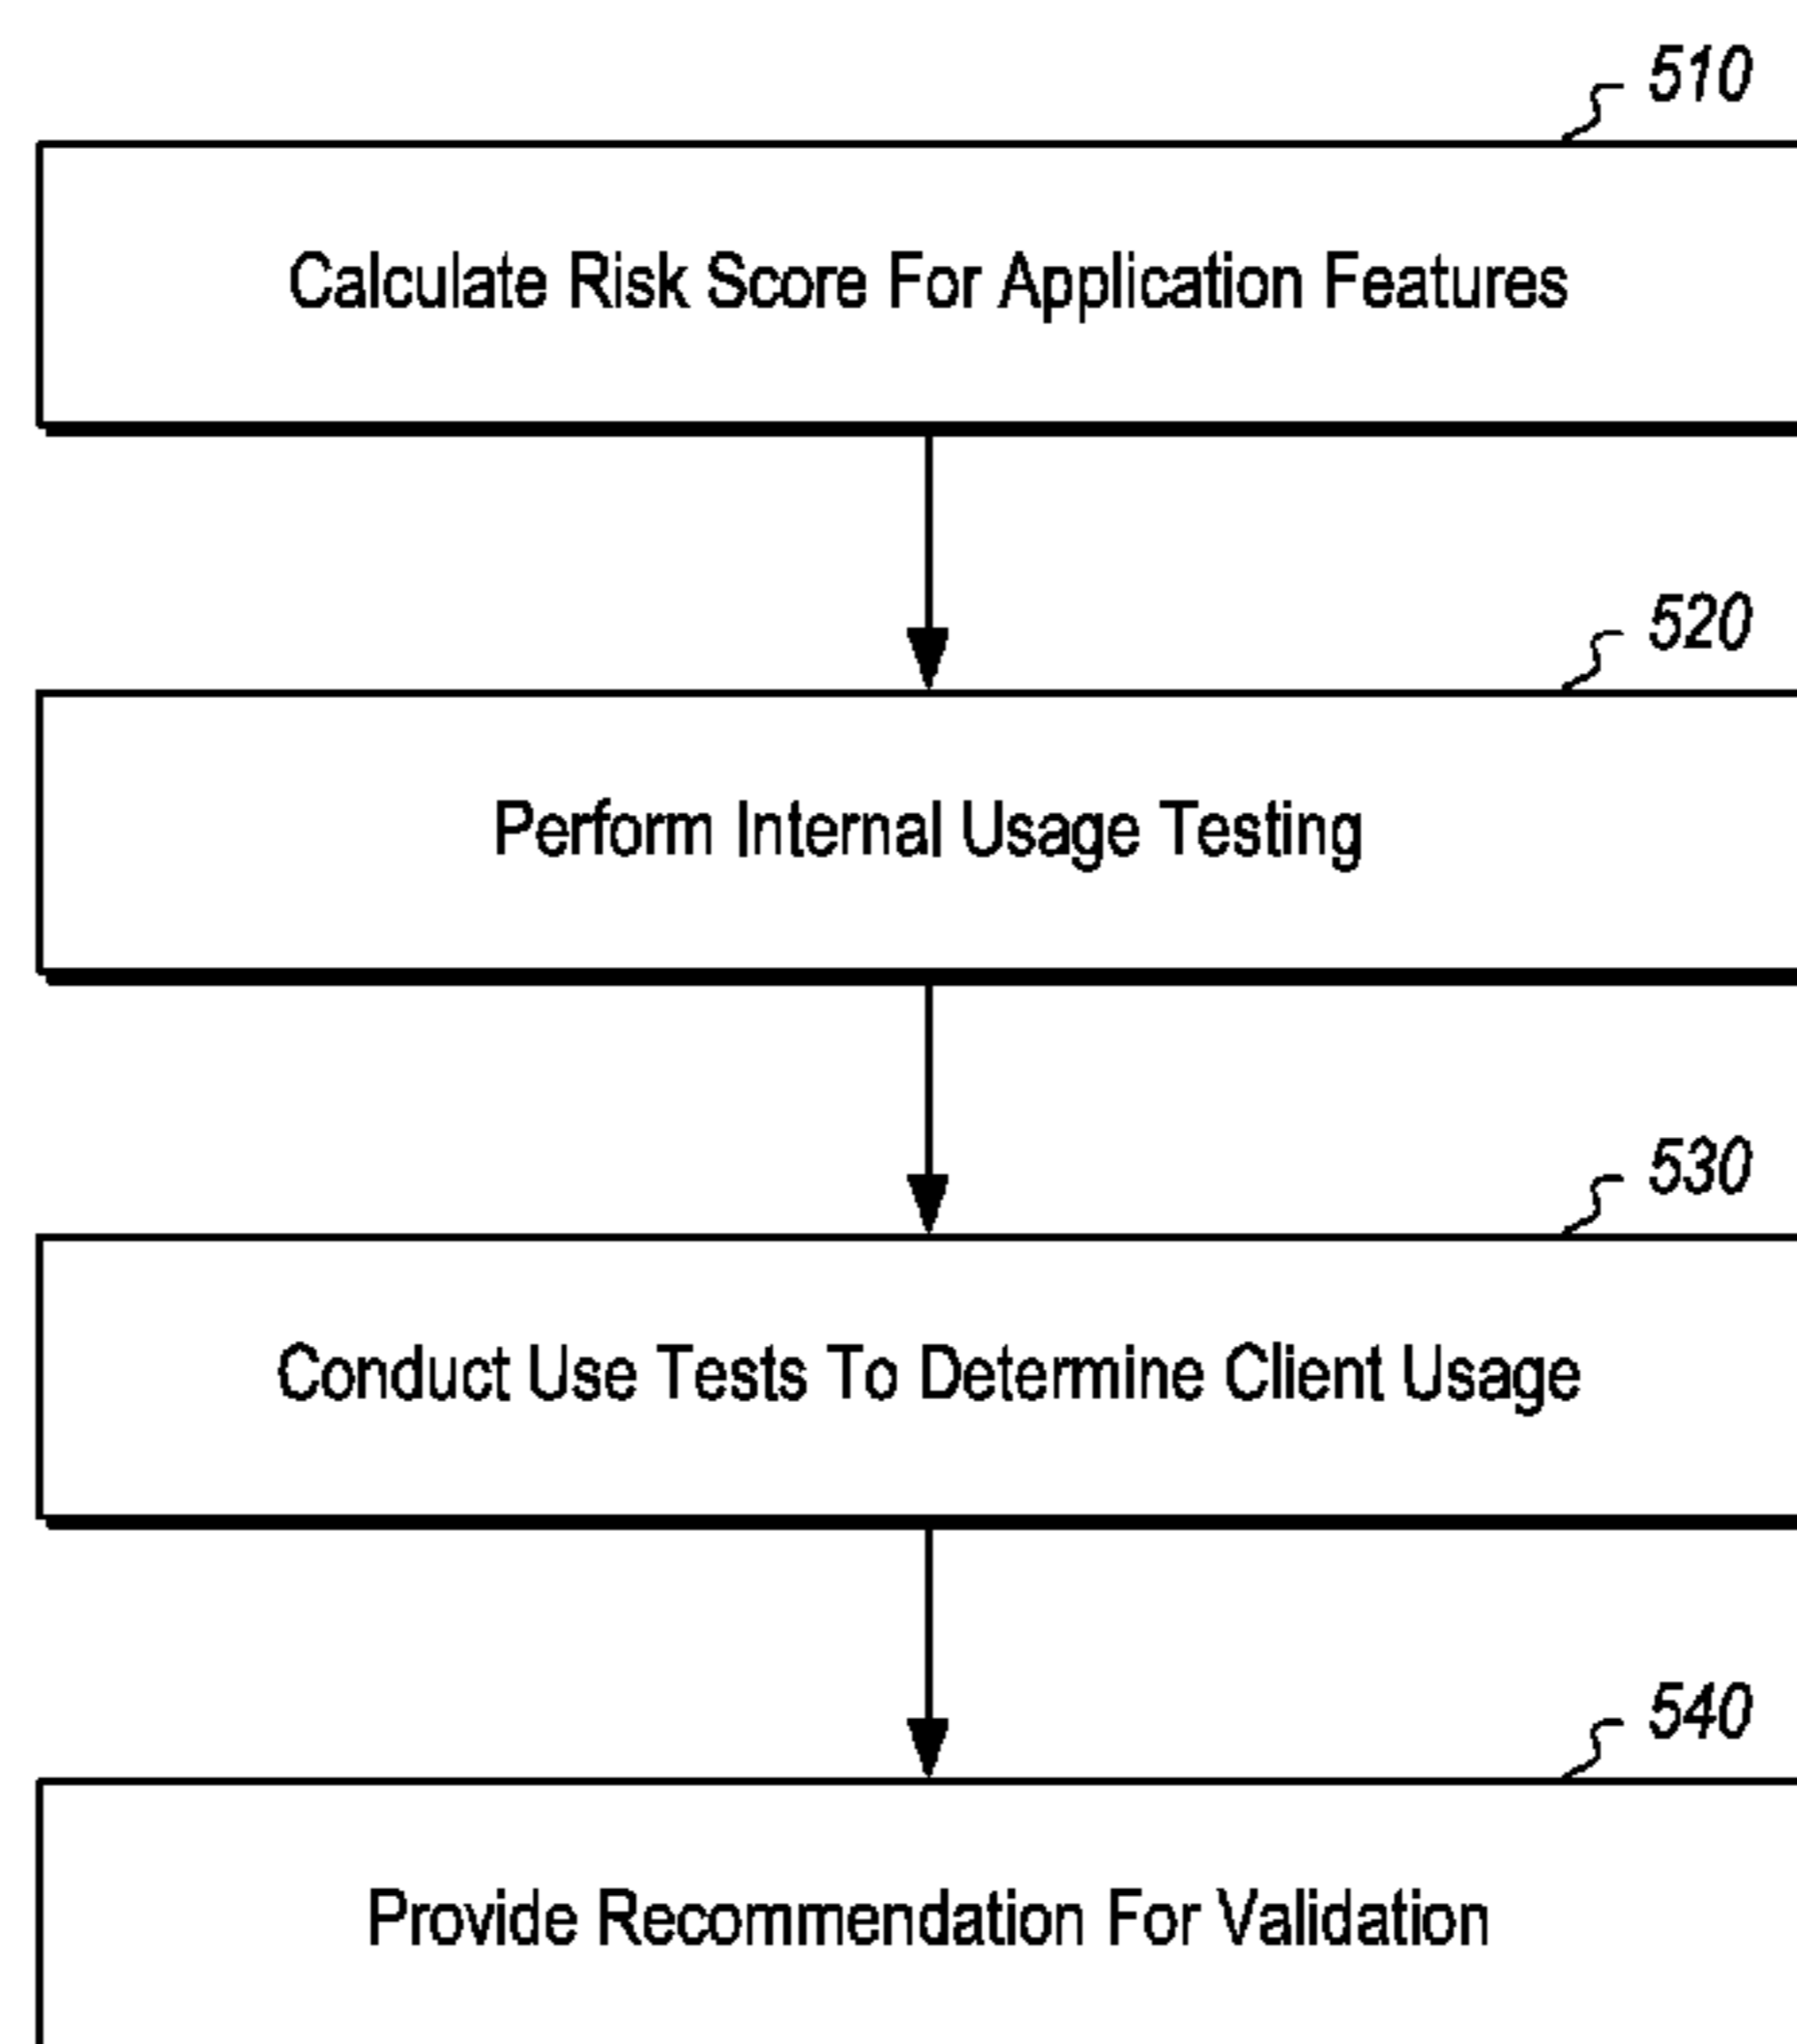 510
Calculate Risk Score For Application Features
520
Perform Internal Usage Testing
530
Conduct Use Tests To Determine Client Usage
540
Provide Recommendation For Validation